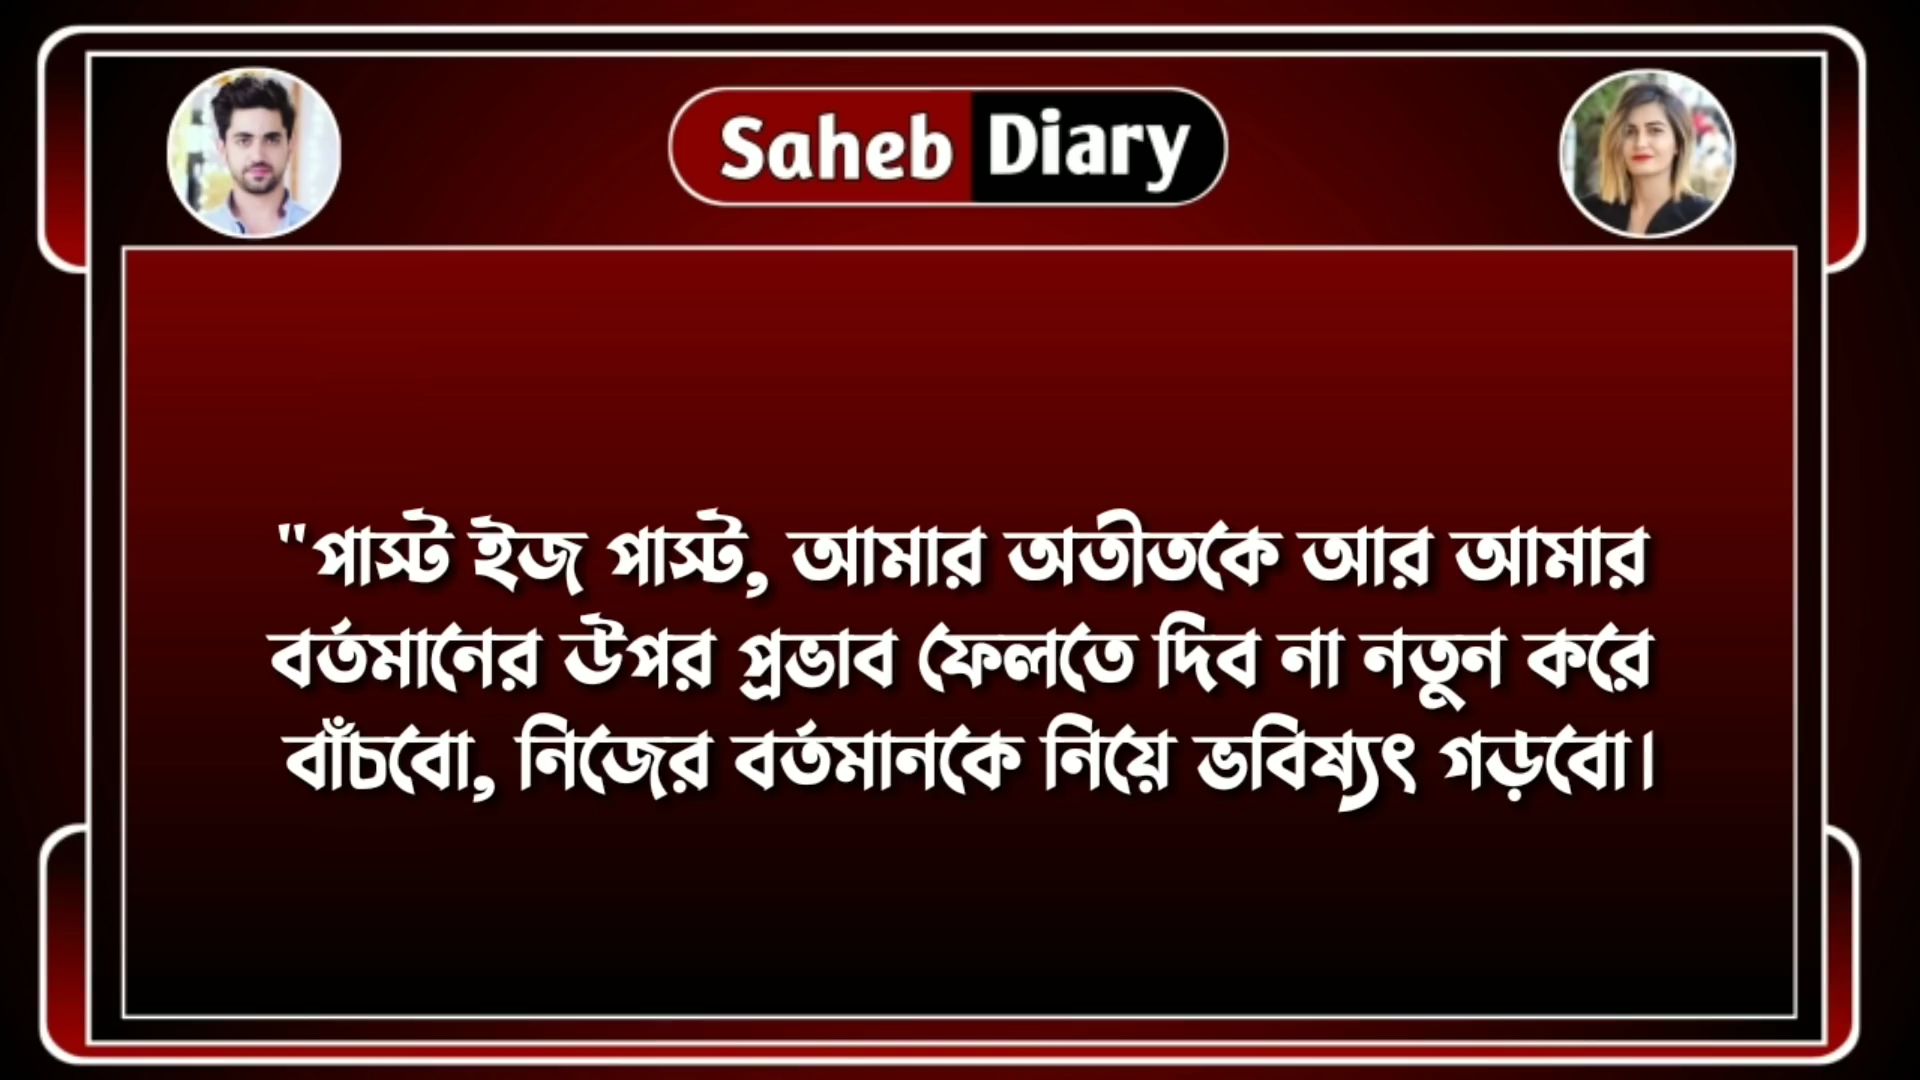 Saheb Diary
"পাস্ট ইজ পাস্ট, আমার অতীতকে আর আমার
বর্তমানের উপর প্রভাব ফেলতে দিব না নতুন করে
বাঁচবো, নিজের বর্তমানকে নিয়ে ভবিষ্যৎ গড়বো।